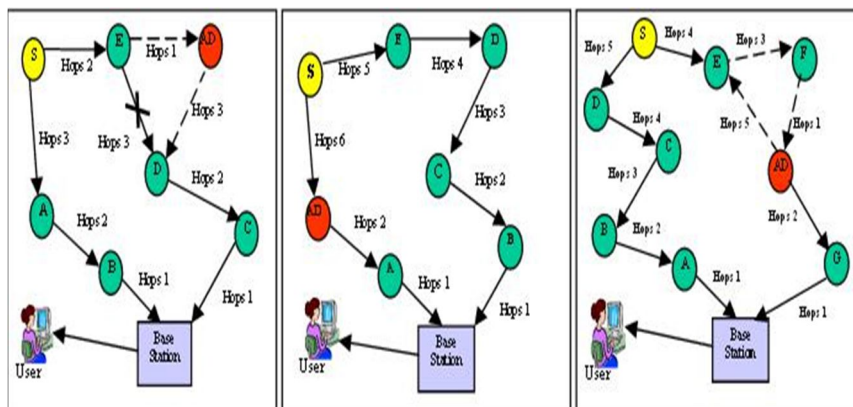 S
E
Hops 1
AD
Hops 2
Hops 3
Hops 3
Hops 3
D
Hops 2
A
Hops 2
C
B
Hops 1
Hops 1
Base
Station
User
E
D
Hops 5
Hops 4
S
Hops 3
Hops 6
C
Hops 2
AD
Hops 2
B
A
Hops 1
Hops 1
Base
Station
User
S
Hops 4
Hops 5
Hops 3
E
F
D
Hops 4
Hops 5
Hops 1
C
AD
Hops 3
Hops 2
B
Hops 2
A
G
Hops 1
Hops 1
Base
Station
User